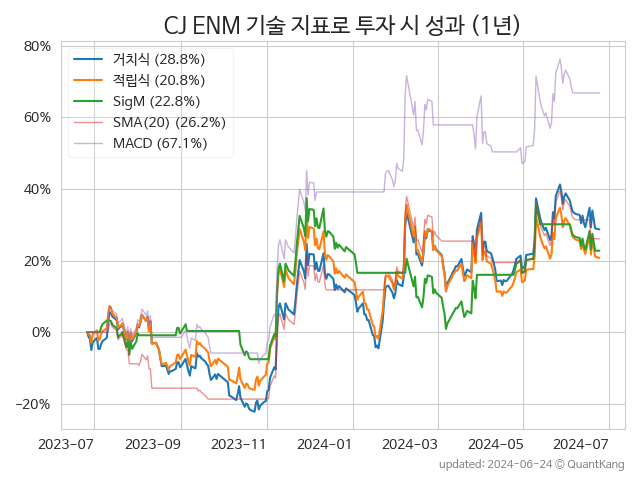 CJ ENM 기술 지표로 투자 시 성과 (1년)
80%
60%
40%
20%
0%
−20%
거치식 (28.8%)
적립식 (20.8%)
SigM (22.8%)
SMA(20) (26.2%)
MACD (67.1%)
2023-07 2023-09 2023-11 2024-01 2024-03 2024-05 2024-07
updated: 2024-06-24 © QuantKang